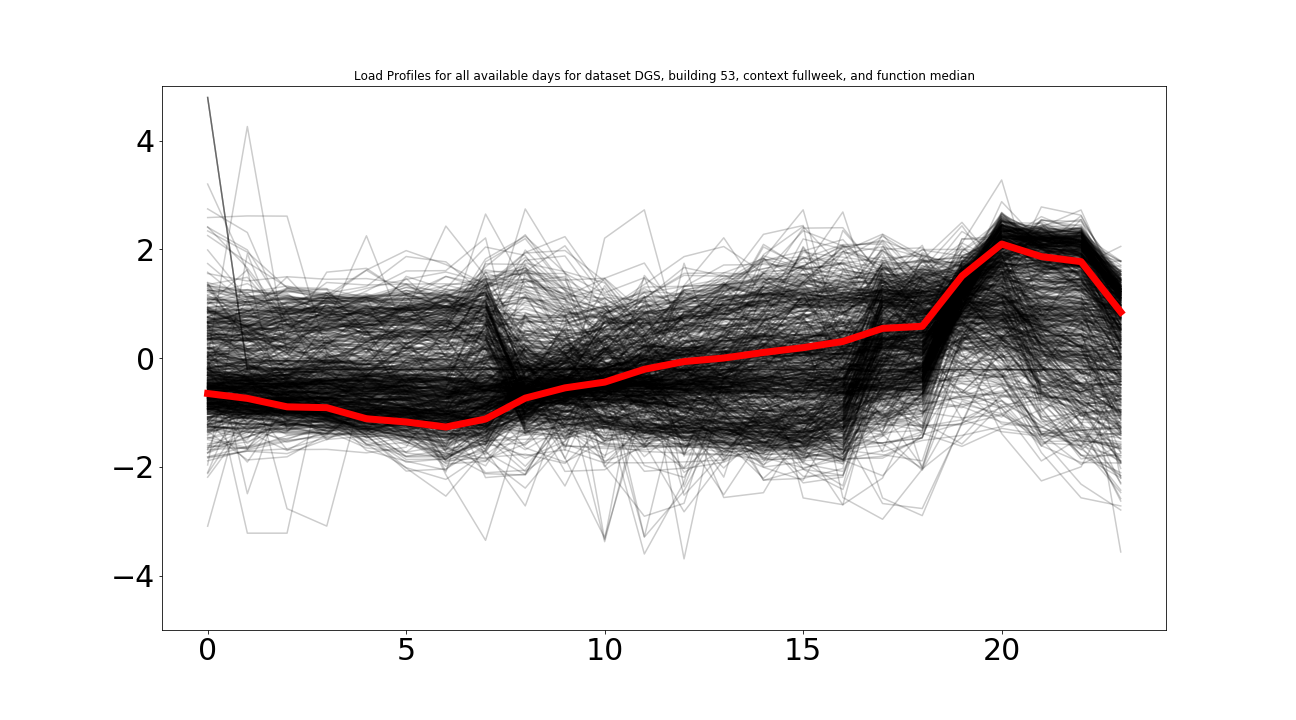 Load Profiles for all available days for dataset DGS, building 53, context fullweek, and function median
4
2
0
−2
−4
0 5 10 15 20